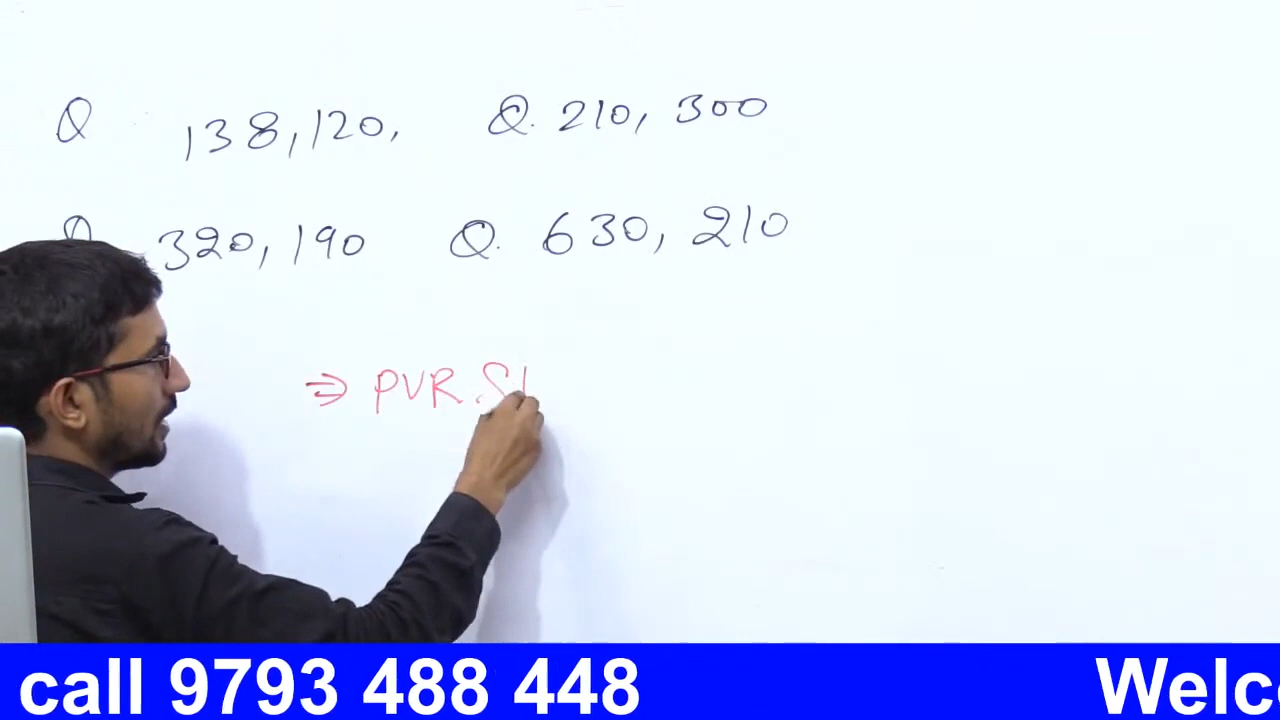 Q 138, 120, Q. 210, 300
Q 320, 190 Q. 630, 210
⇒ PVR. S
call 9793 488 448 Welc